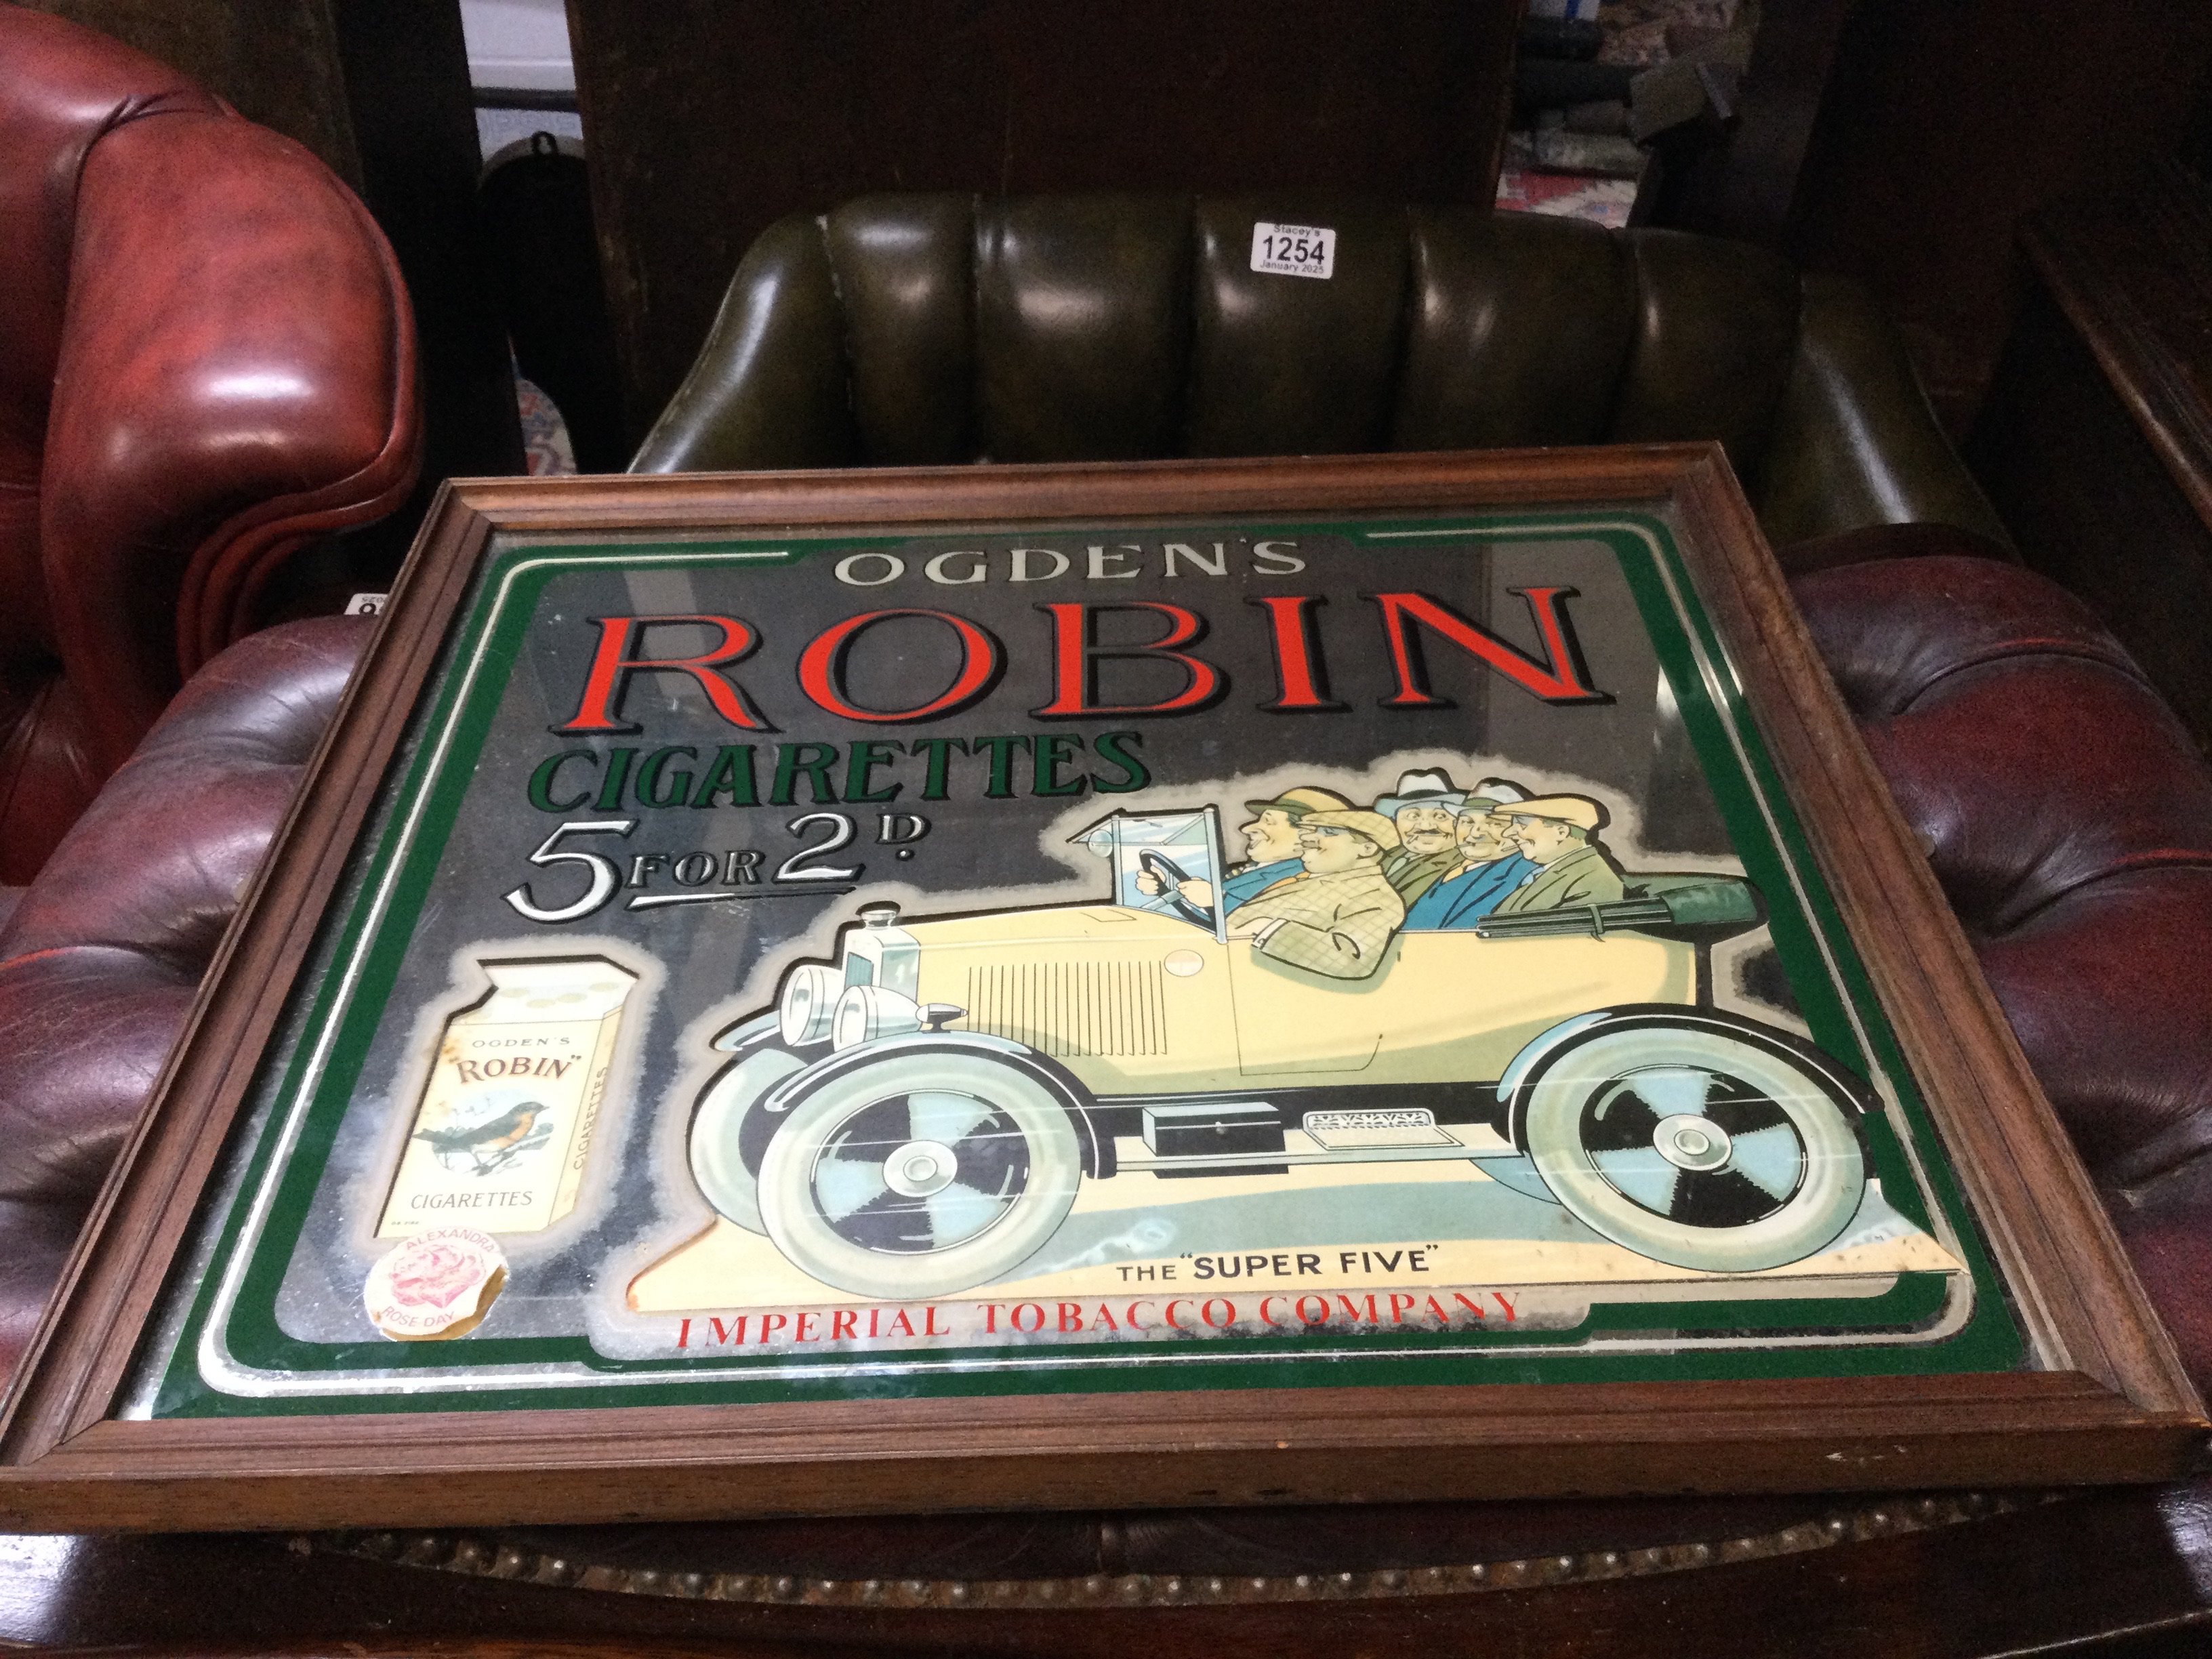 Stacey's
1254
January 2025
OGDEN'S
ROBIN
CIGARETTES
5 FOR 2D.
OGDEN'S
"ROBIN"
CIGARETTES
CIGARETTES
ALEXANDRA
ROSE DAY
THE "SUPER FIVE"
IMPERIAL TOBACCO COMPANY